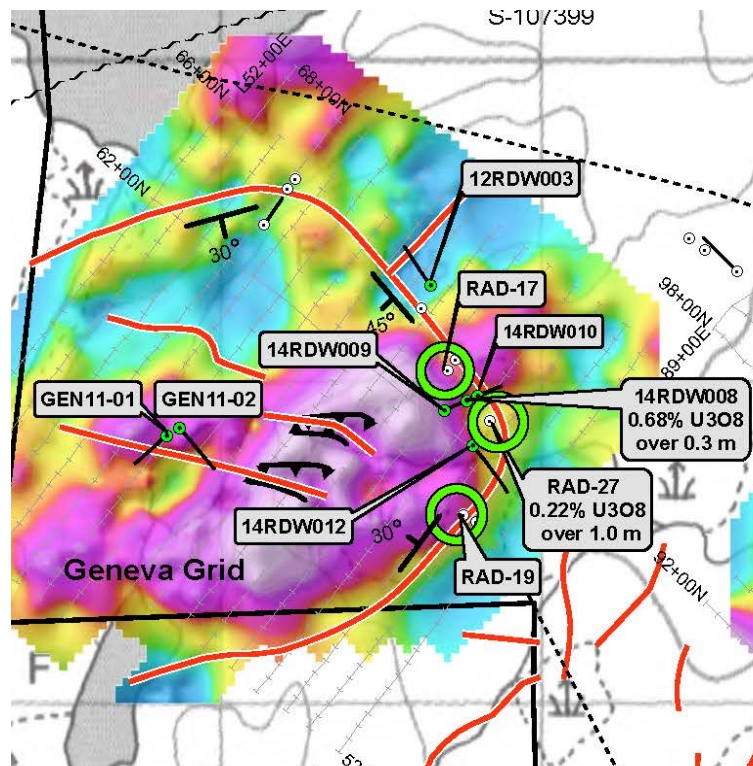 S-107399
66+00N
L52+00E
68+00N
62+00N
12RDW003
30°
RAD-17
98+00N
45°
14RDW010
89+00E
14RDW009
14RDW008
0.68% U3O8
over 0.3 m
GEN11-01
GEN11-02
RAD-27
0.22% U3O8
over 1.0 m
14RDW012
30°
92+00N
Geneva Grid
RAD-19
F